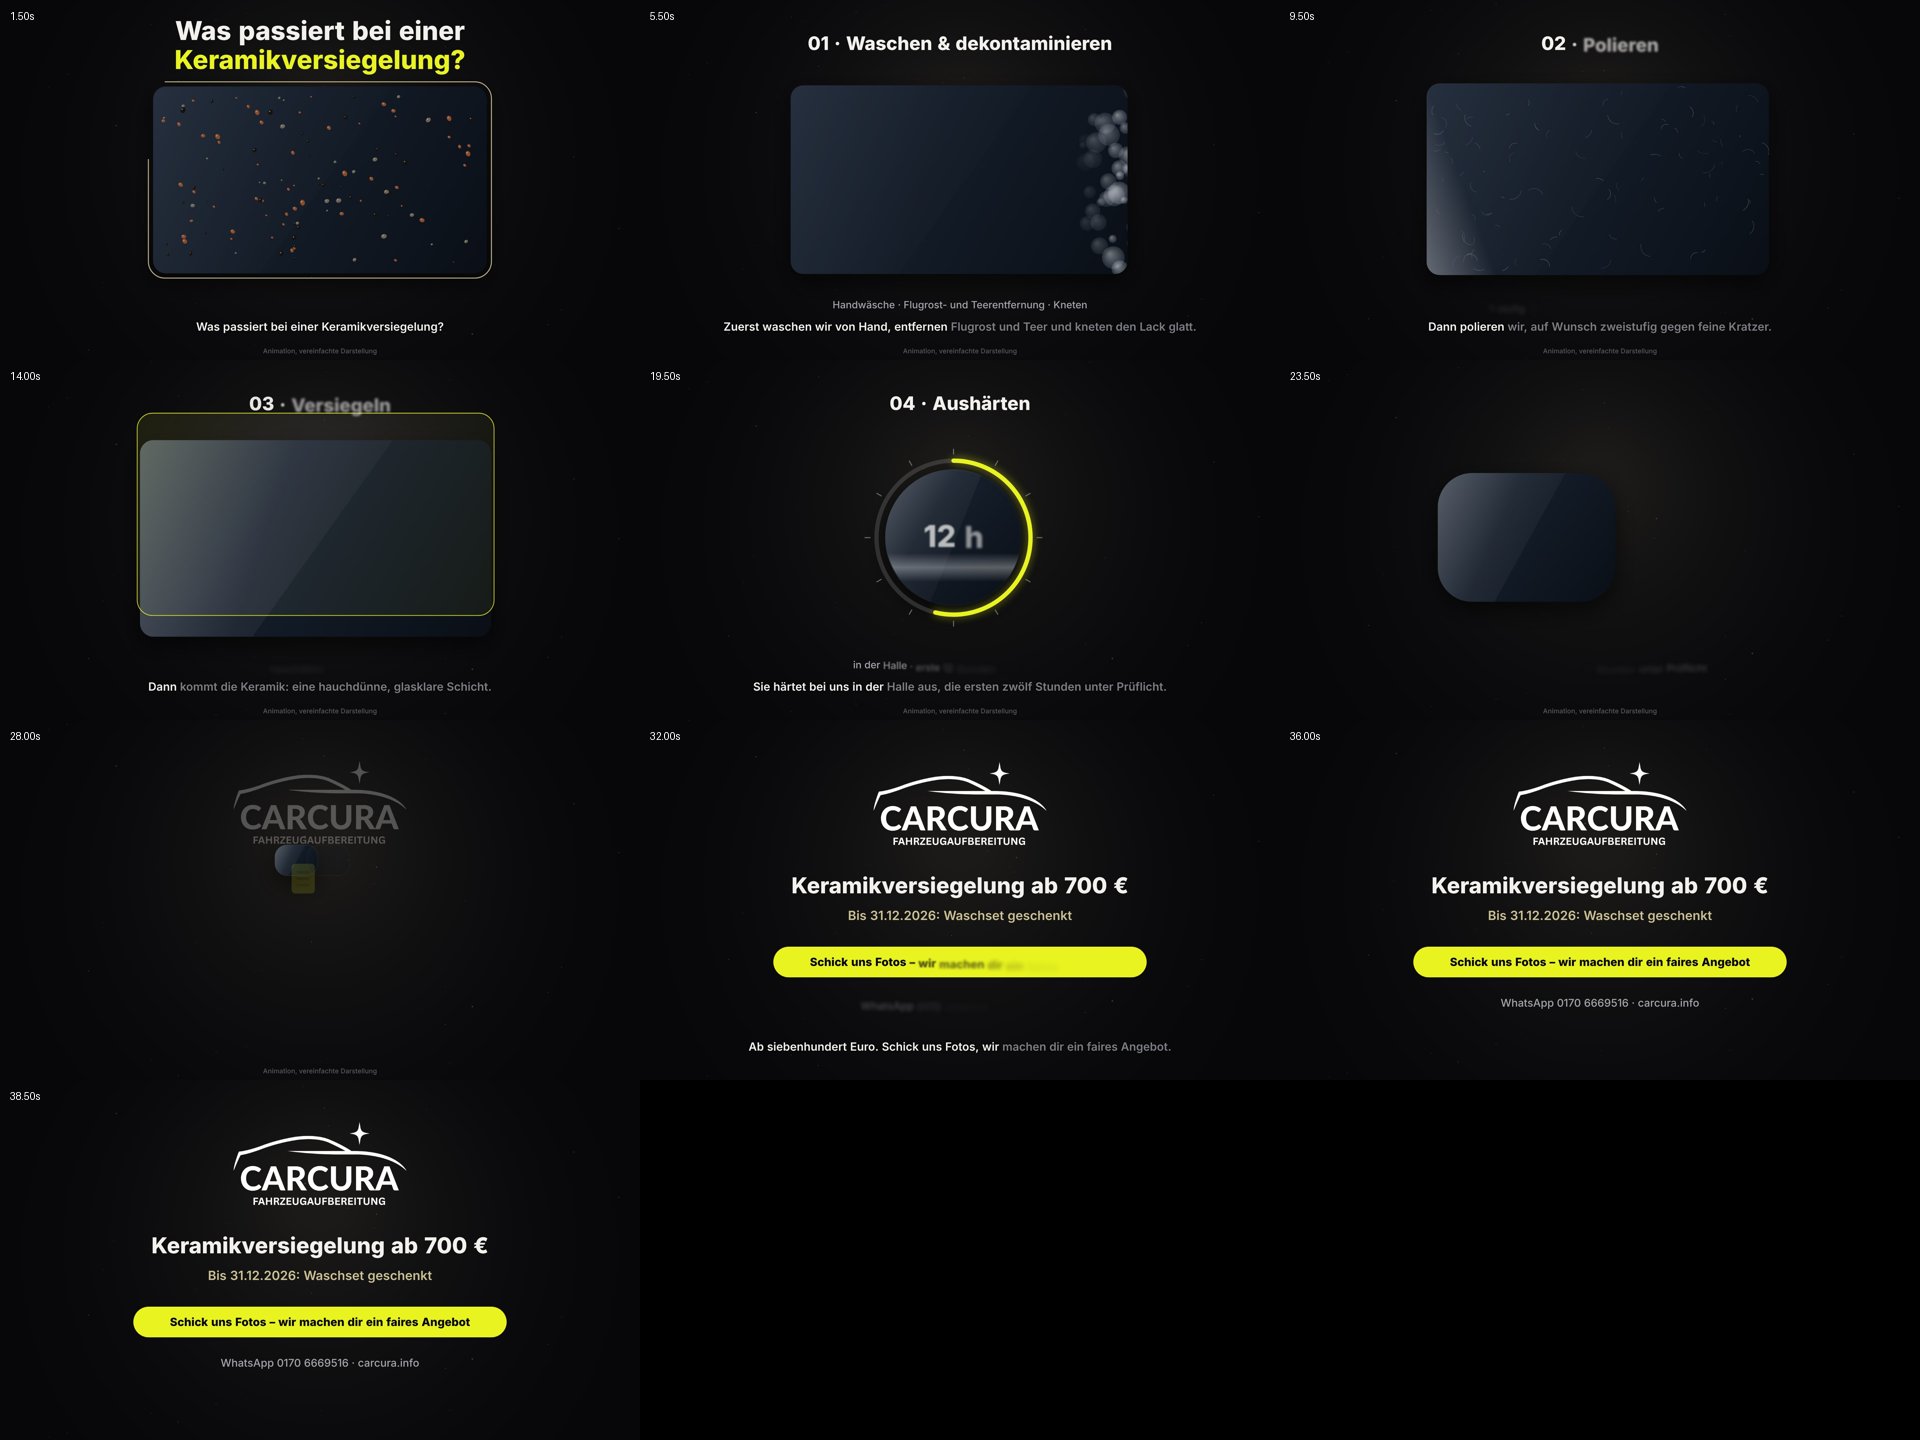 1.50s
Was passiert bei einer
Keramikversiegelung?
Was passiert bei einer Keramikversiegelung?
Animation, vereinfachte Darstellung
5.50s
01 · Waschen & dekontaminieren
Handwäsche · Flugrost- und Teerentfernung · Kneten
Zuerst waschen wir von Hand, entfernen Flugrost und Teer und kneten den Lack glatt.
Animation, vereinfachte Darstellung
9.50s
02 · Polieren
Dann polieren wir, auf Wunsch zweistufig gegen feine Kratzer.
Animation, vereinfachte Darstellung
14.00s
03 · Versiegeln
Dann kommt die Keramik: eine hauchdünne, glasklare Schicht.
Animation, vereinfachte Darstellung
19.50s
04 · Aushärten
12 h
in der Halle · erste 12
Sie härtet bei uns in der Halle aus, die ersten zwölf Stunden unter Prüflicht.
Animation, vereinfachte Darstellung
23.50s
unter Prüflicht
Animation, vereinfachte Darstellung
28.00s
CARCURA
FAHRZEUGAUFBEREITUNG
Animation, vereinfachte Darstellung
32.00s
CARCURA
FAHRZEUGAUFBEREITUNG
Keramikversiegelung ab 700 €
Bis 31.12.2026: Waschset geschenkt
Schick uns Fotos – wir machen dir ein
WhatsApp
Ab siebenhundert Euro. Schick uns Fotos, wir machen dir ein faires Angebot.
36.00s
CARCURA
FAHRZEUGAUFBEREITUNG
Keramikversiegelung ab 700 €
Bis 31.12.2026: Waschset geschenkt
Schick uns Fotos – wir machen dir ein faires Angebot
WhatsApp 0170 6669516 · carcura.info
38.50s
CARCURA
FAHRZEUGAUFBEREITUNG
Keramikversiegelung ab 700 €
Bis 31.12.2026: Waschset geschenkt
Schick uns Fotos – wir machen dir ein faires Angebot
WhatsApp 0170 6669516 · carcura.info